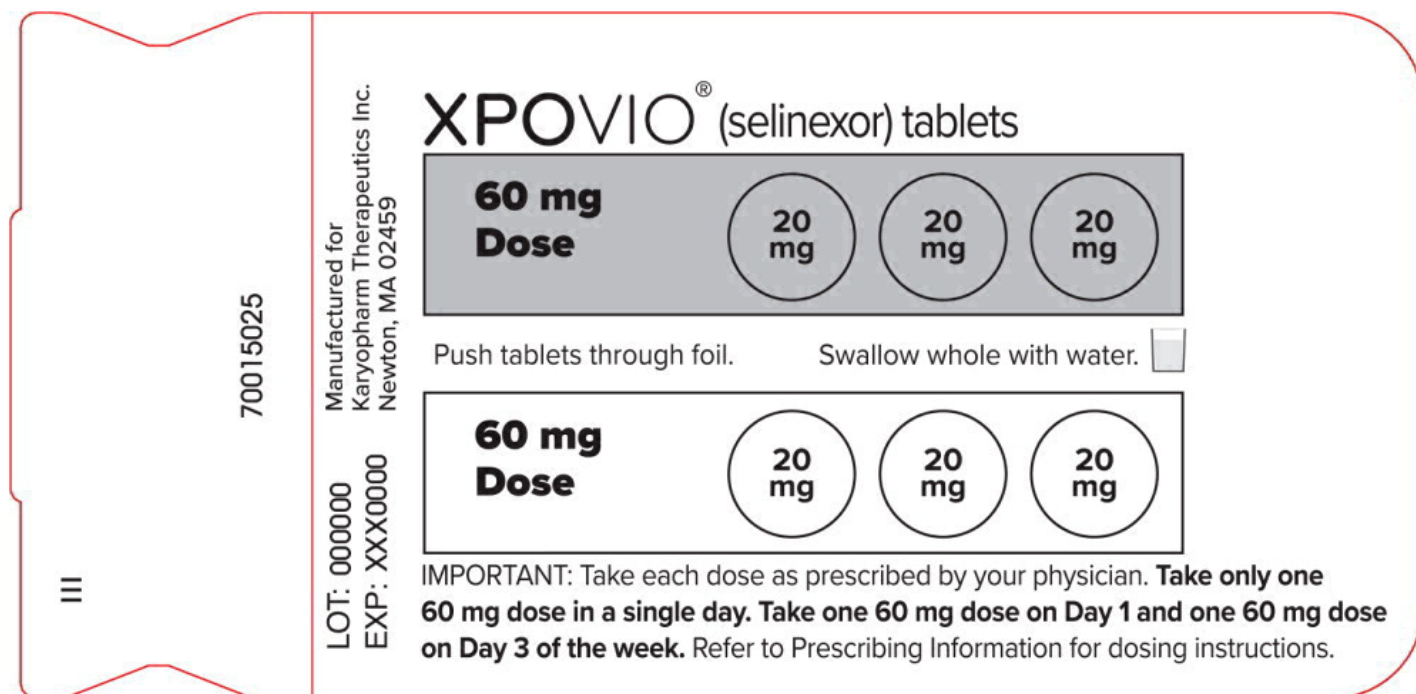 XPOVIO® (selinexor) tablets
60 mg
Dose
20
mg
20
mg
20
mg
Push tablets through foil.
Swallow whole with water.
60 mg
Dose
20
mg
20
mg
20
mg
IMPORTANT: Take each dose as prescribed by your physician. Take only one
60 mg dose in a single day. Take one 60 mg dose on Day 1 and one 60 mg dose
on Day 3 of the week. Refer to Prescribing Information for dosing instructions.
Manufactured for
Karyopharm Therapeutics Inc.
Newton, MA 02459
LOT: 000000
EXP: XXX0000
70015025
III